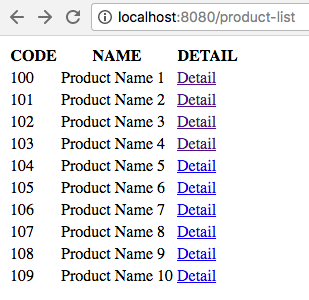 localhost:8080/product-list
CODE NAME DETAIL
100 Product Name 1 Detail
101 Product Name 2 Detail
102 Product Name 3 Detail
103 Product Name 4 Detail
104 Product Name 5 Detail
105 Product Name 6 Detail
106 Product Name 7 Detail
107 Product Name 8 Detail
108 Product Name 9 Detail
109 Product Name 10 Detail